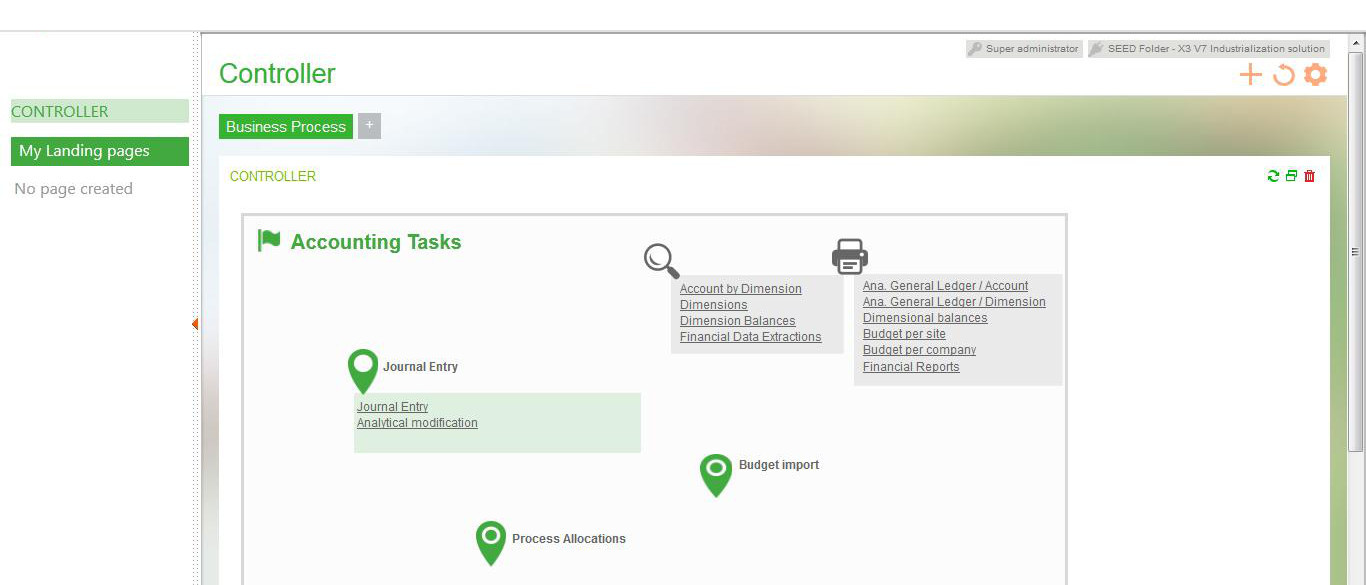 Super administrator
SEED Folder - X3 V7 Industrialization solution
Controller
CONTROLLER
My Landing pages
No page created
Business Process
+
CONTROLLER
Accounting Tasks
Account by Dimension
Dimensions
Dimension Balances
Financial Data Extractions
Ana. General Ledger / Account
Ana. General Ledger / Dimension
Dimensional balances
Budget per site
Budget per company
Financial Reports
Journal Entry
Journal Entry
Analytical modification
Budget import
Process Allocations